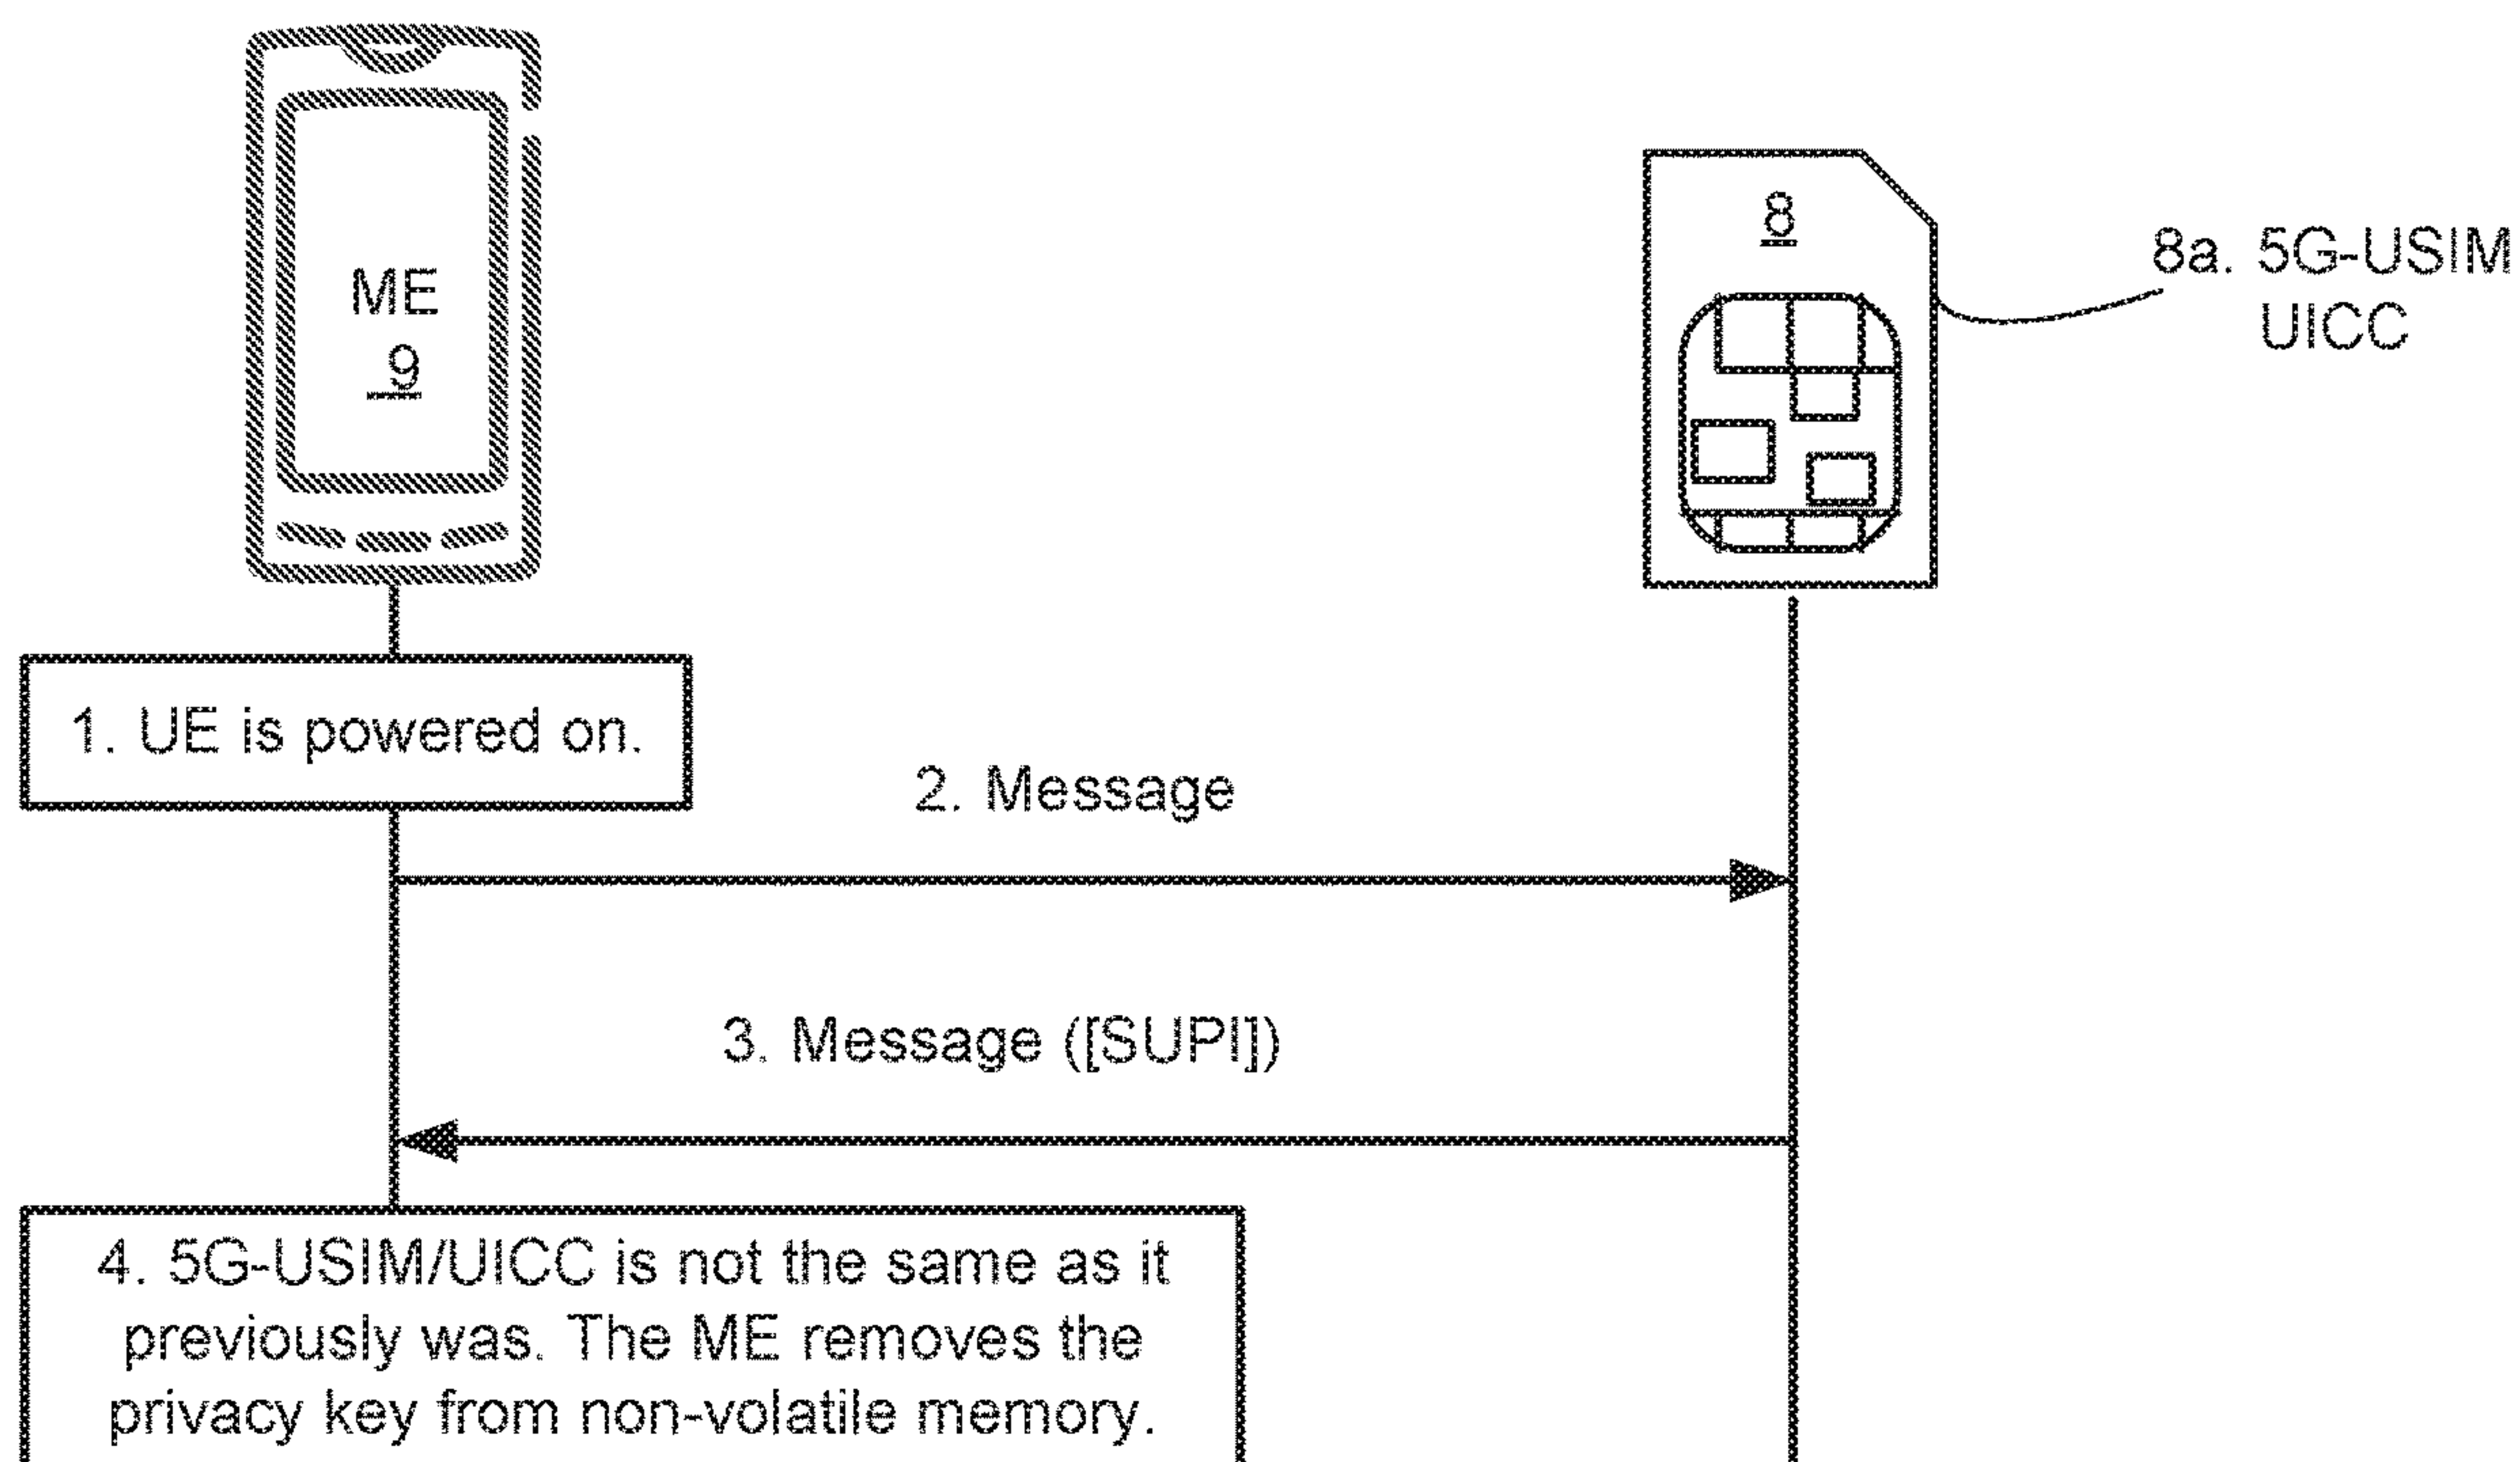 ME
9
8
8a. 5G-USIM
UICC
1. UE is powered on.
2. Message
3. Message ([SUPI])
4. 5G-USIM/UICC is not the same as it
previously was. The ME removes the
privacy key from non-volatile memory.